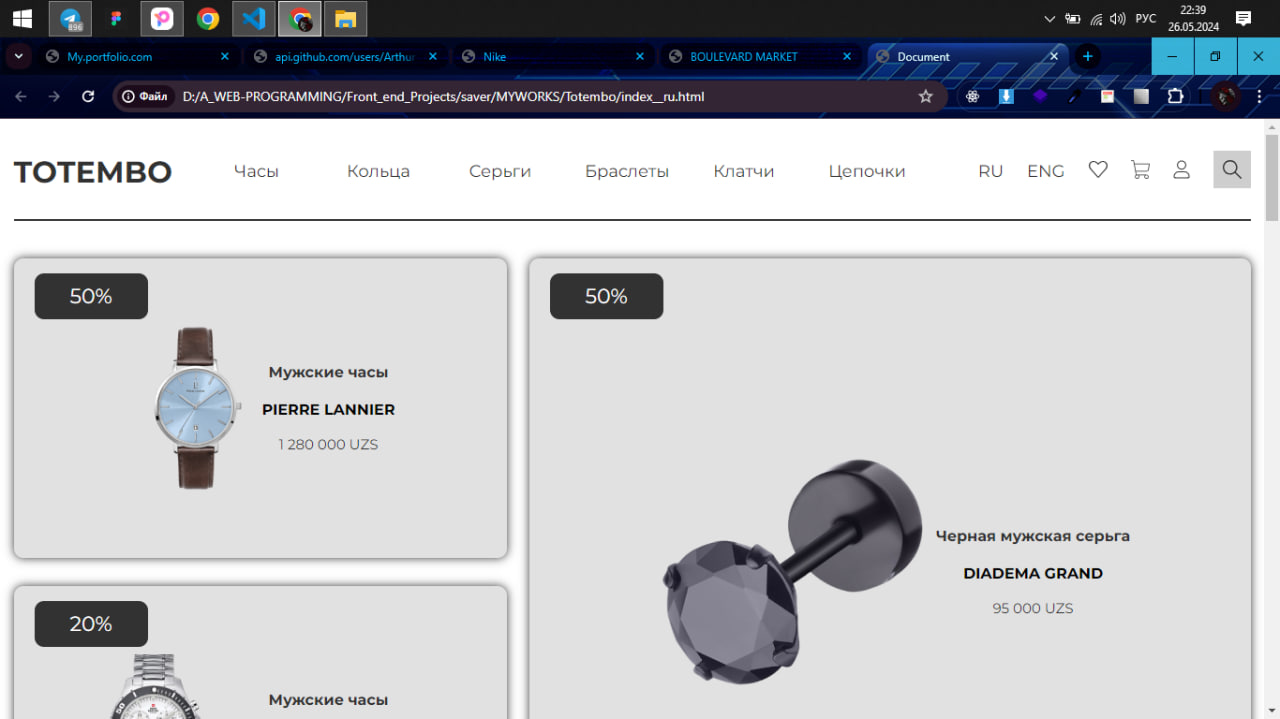 896
22:39
РУС
26.05.2024
My.portfolio.com
api.github.com/users/Arthu
Nike
BOULEVARD MARKET
Document
Файл
D:/A_WEB-PROGRAMMING/Front_end_Projects/saver/MYWORKS/Totembo/index__ru.html
TOTEMBO
Часы
Кольца
Серьги
Браслеты
Клатчи
Цепочки
RU
ENG
50%
Мужские часы
PIERRE LANNIER
1 280 000 UZS
50%
Черная мужская серьга
DIADEMA GRAND
95 000 UZS
20%
Мужские часы